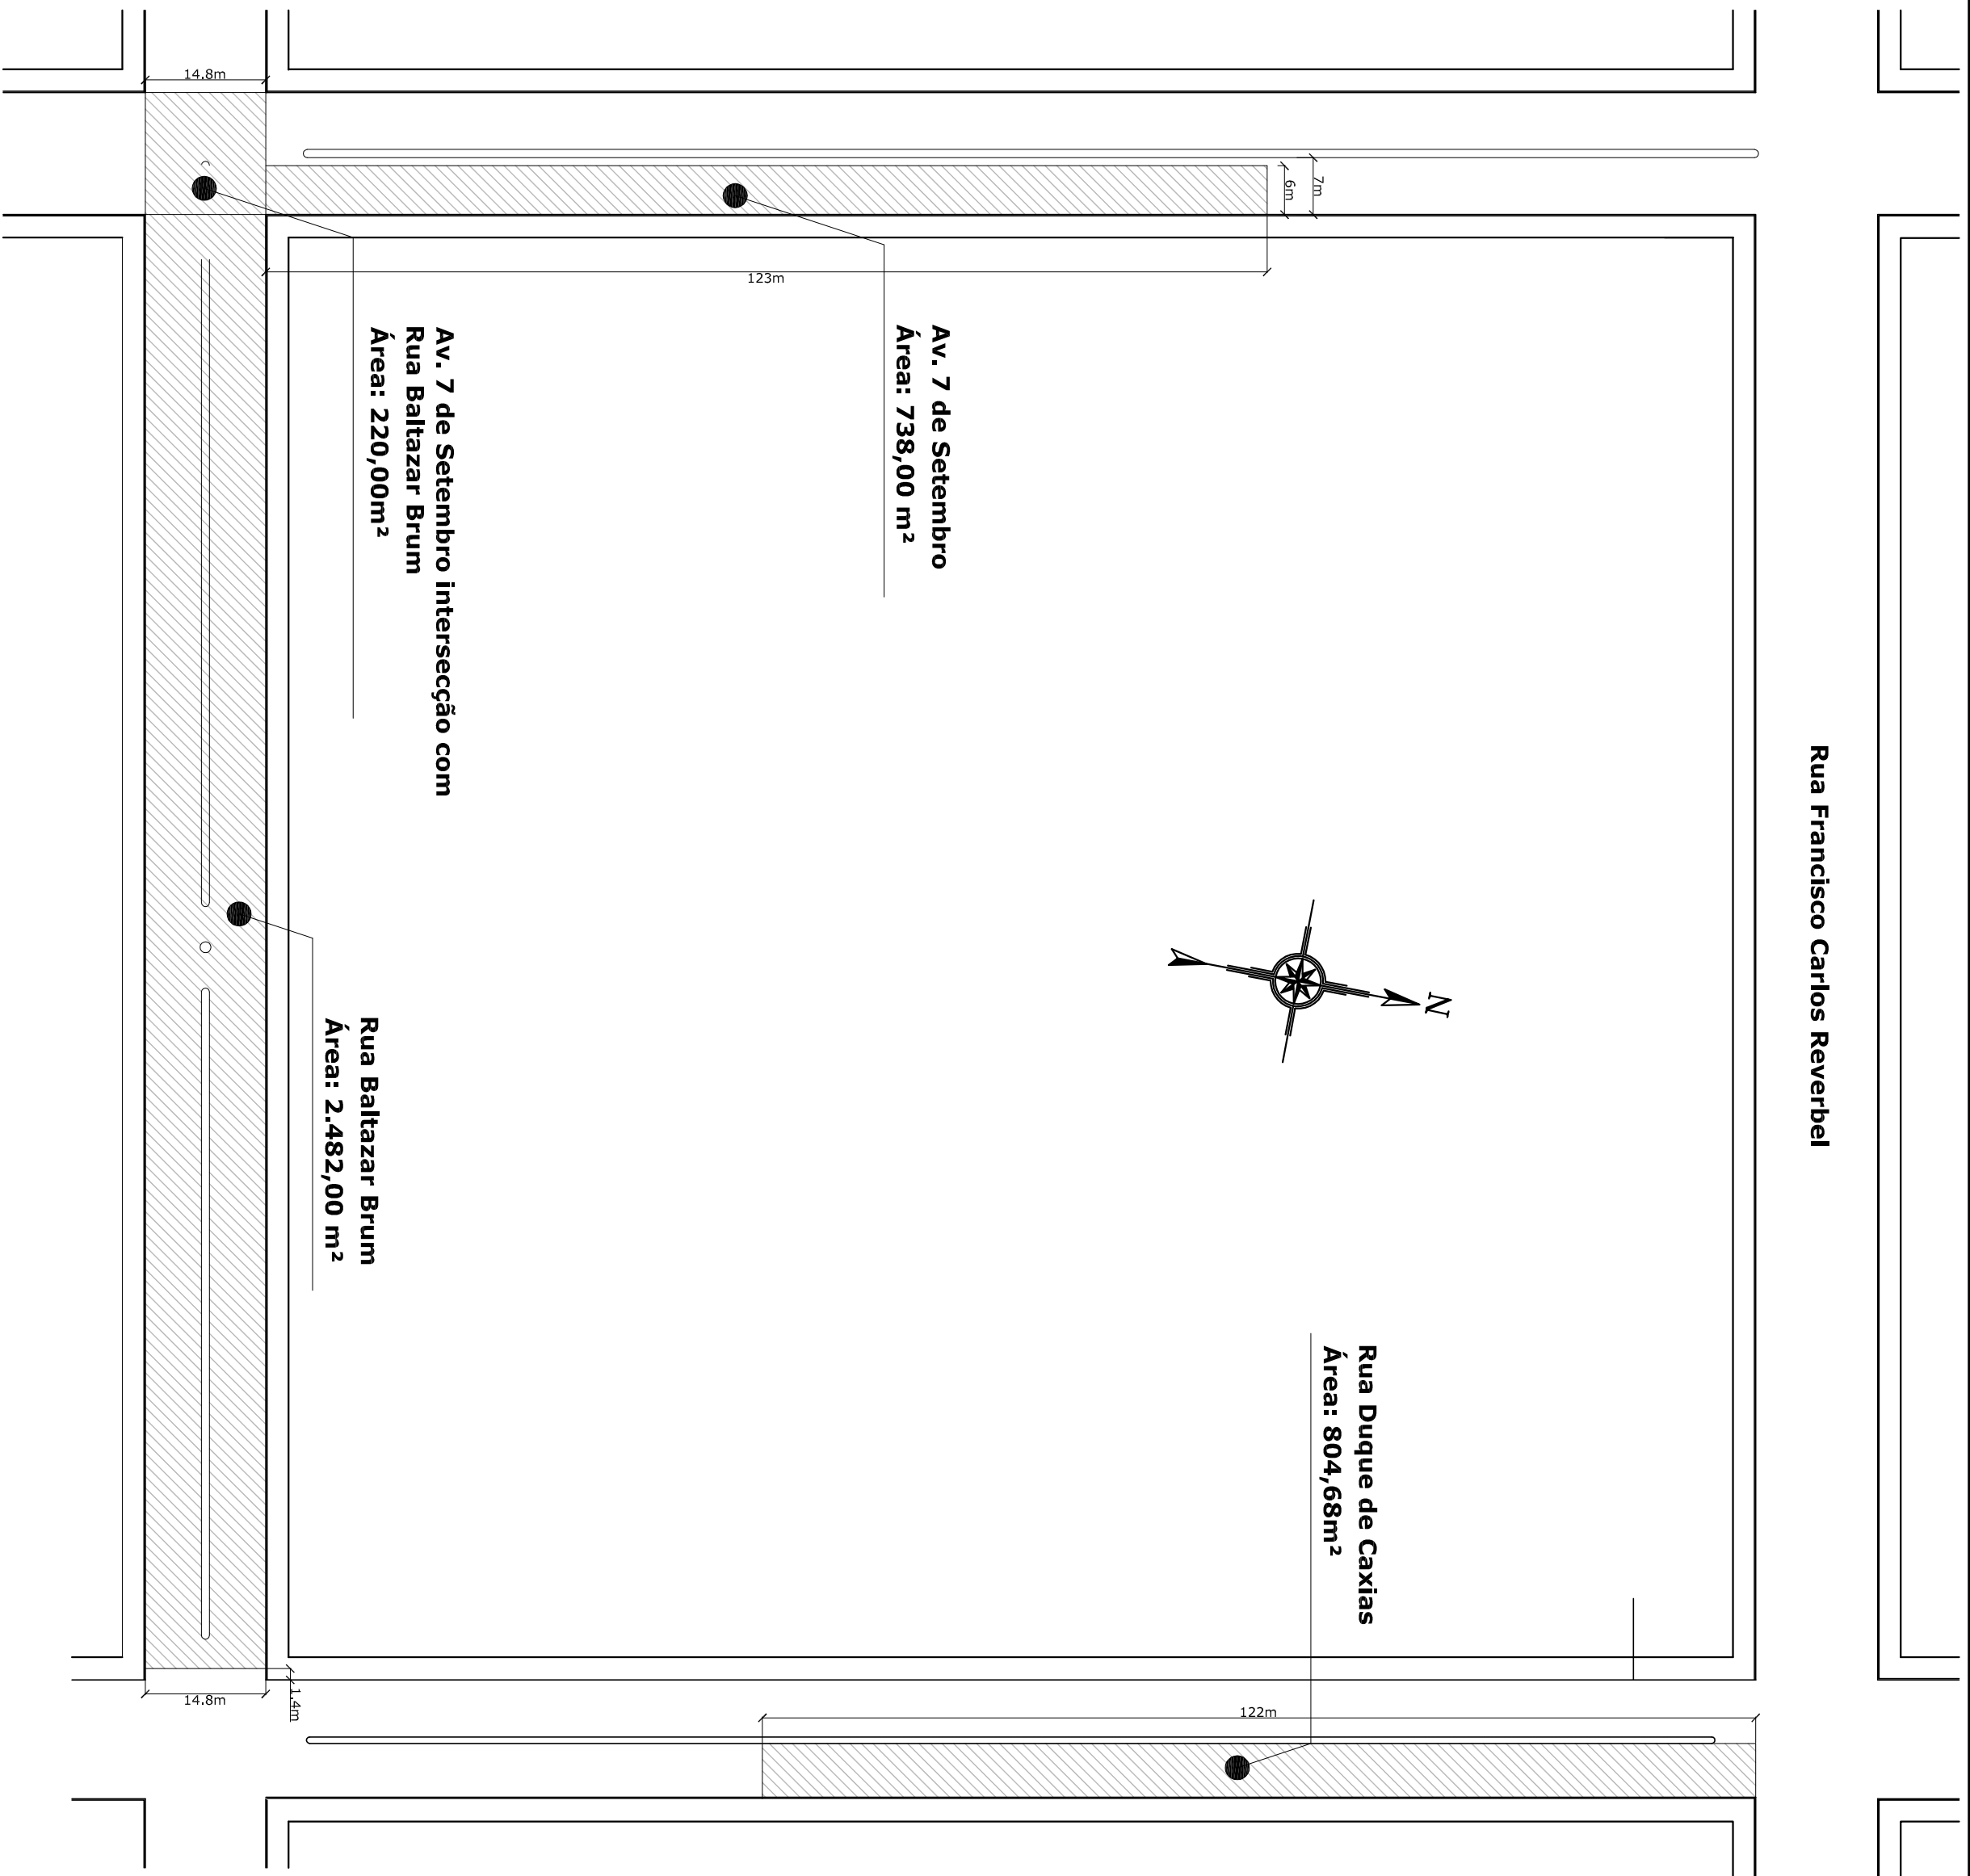 14.8m
7m
6m
123m
Av. 7 de Setembro intersecção com
Rua Baltazar Brum
Área: 220,00m²
Av. 7 de Setembro
Área: 738,00 m²
Rua Francisco Carlos Reverbel
N
Rua Baltazar Brum
Área: 2.482,00 m²
Rua Duque de Caxias
Área: 804,68m²
14.8m
1.4m
122m